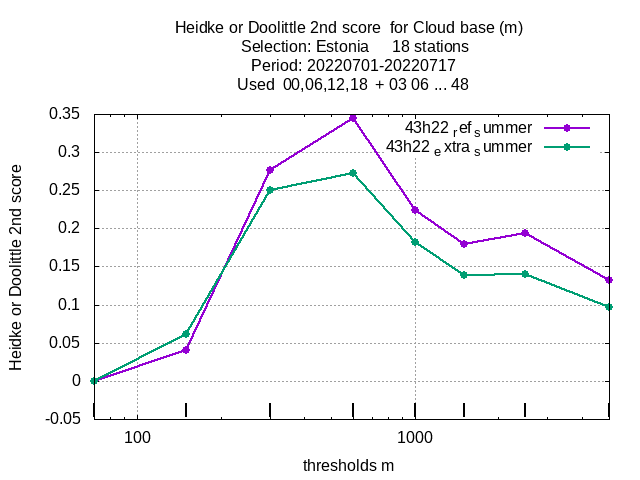 Heidke or Doolittle 2nd score  for Cloud base (m)
Selection: Estonia     18 stations
Period: 20220701-20220717
Used  00,06,12,18  + 03 06 ... 48
43h22 ref summer
43h22 extra summer
0.35
0.3
0.25
0.2
0.15
0.1
0.05
0
-0.05
Heidke or Doolittle 2nd score
100
1000
thresholds m